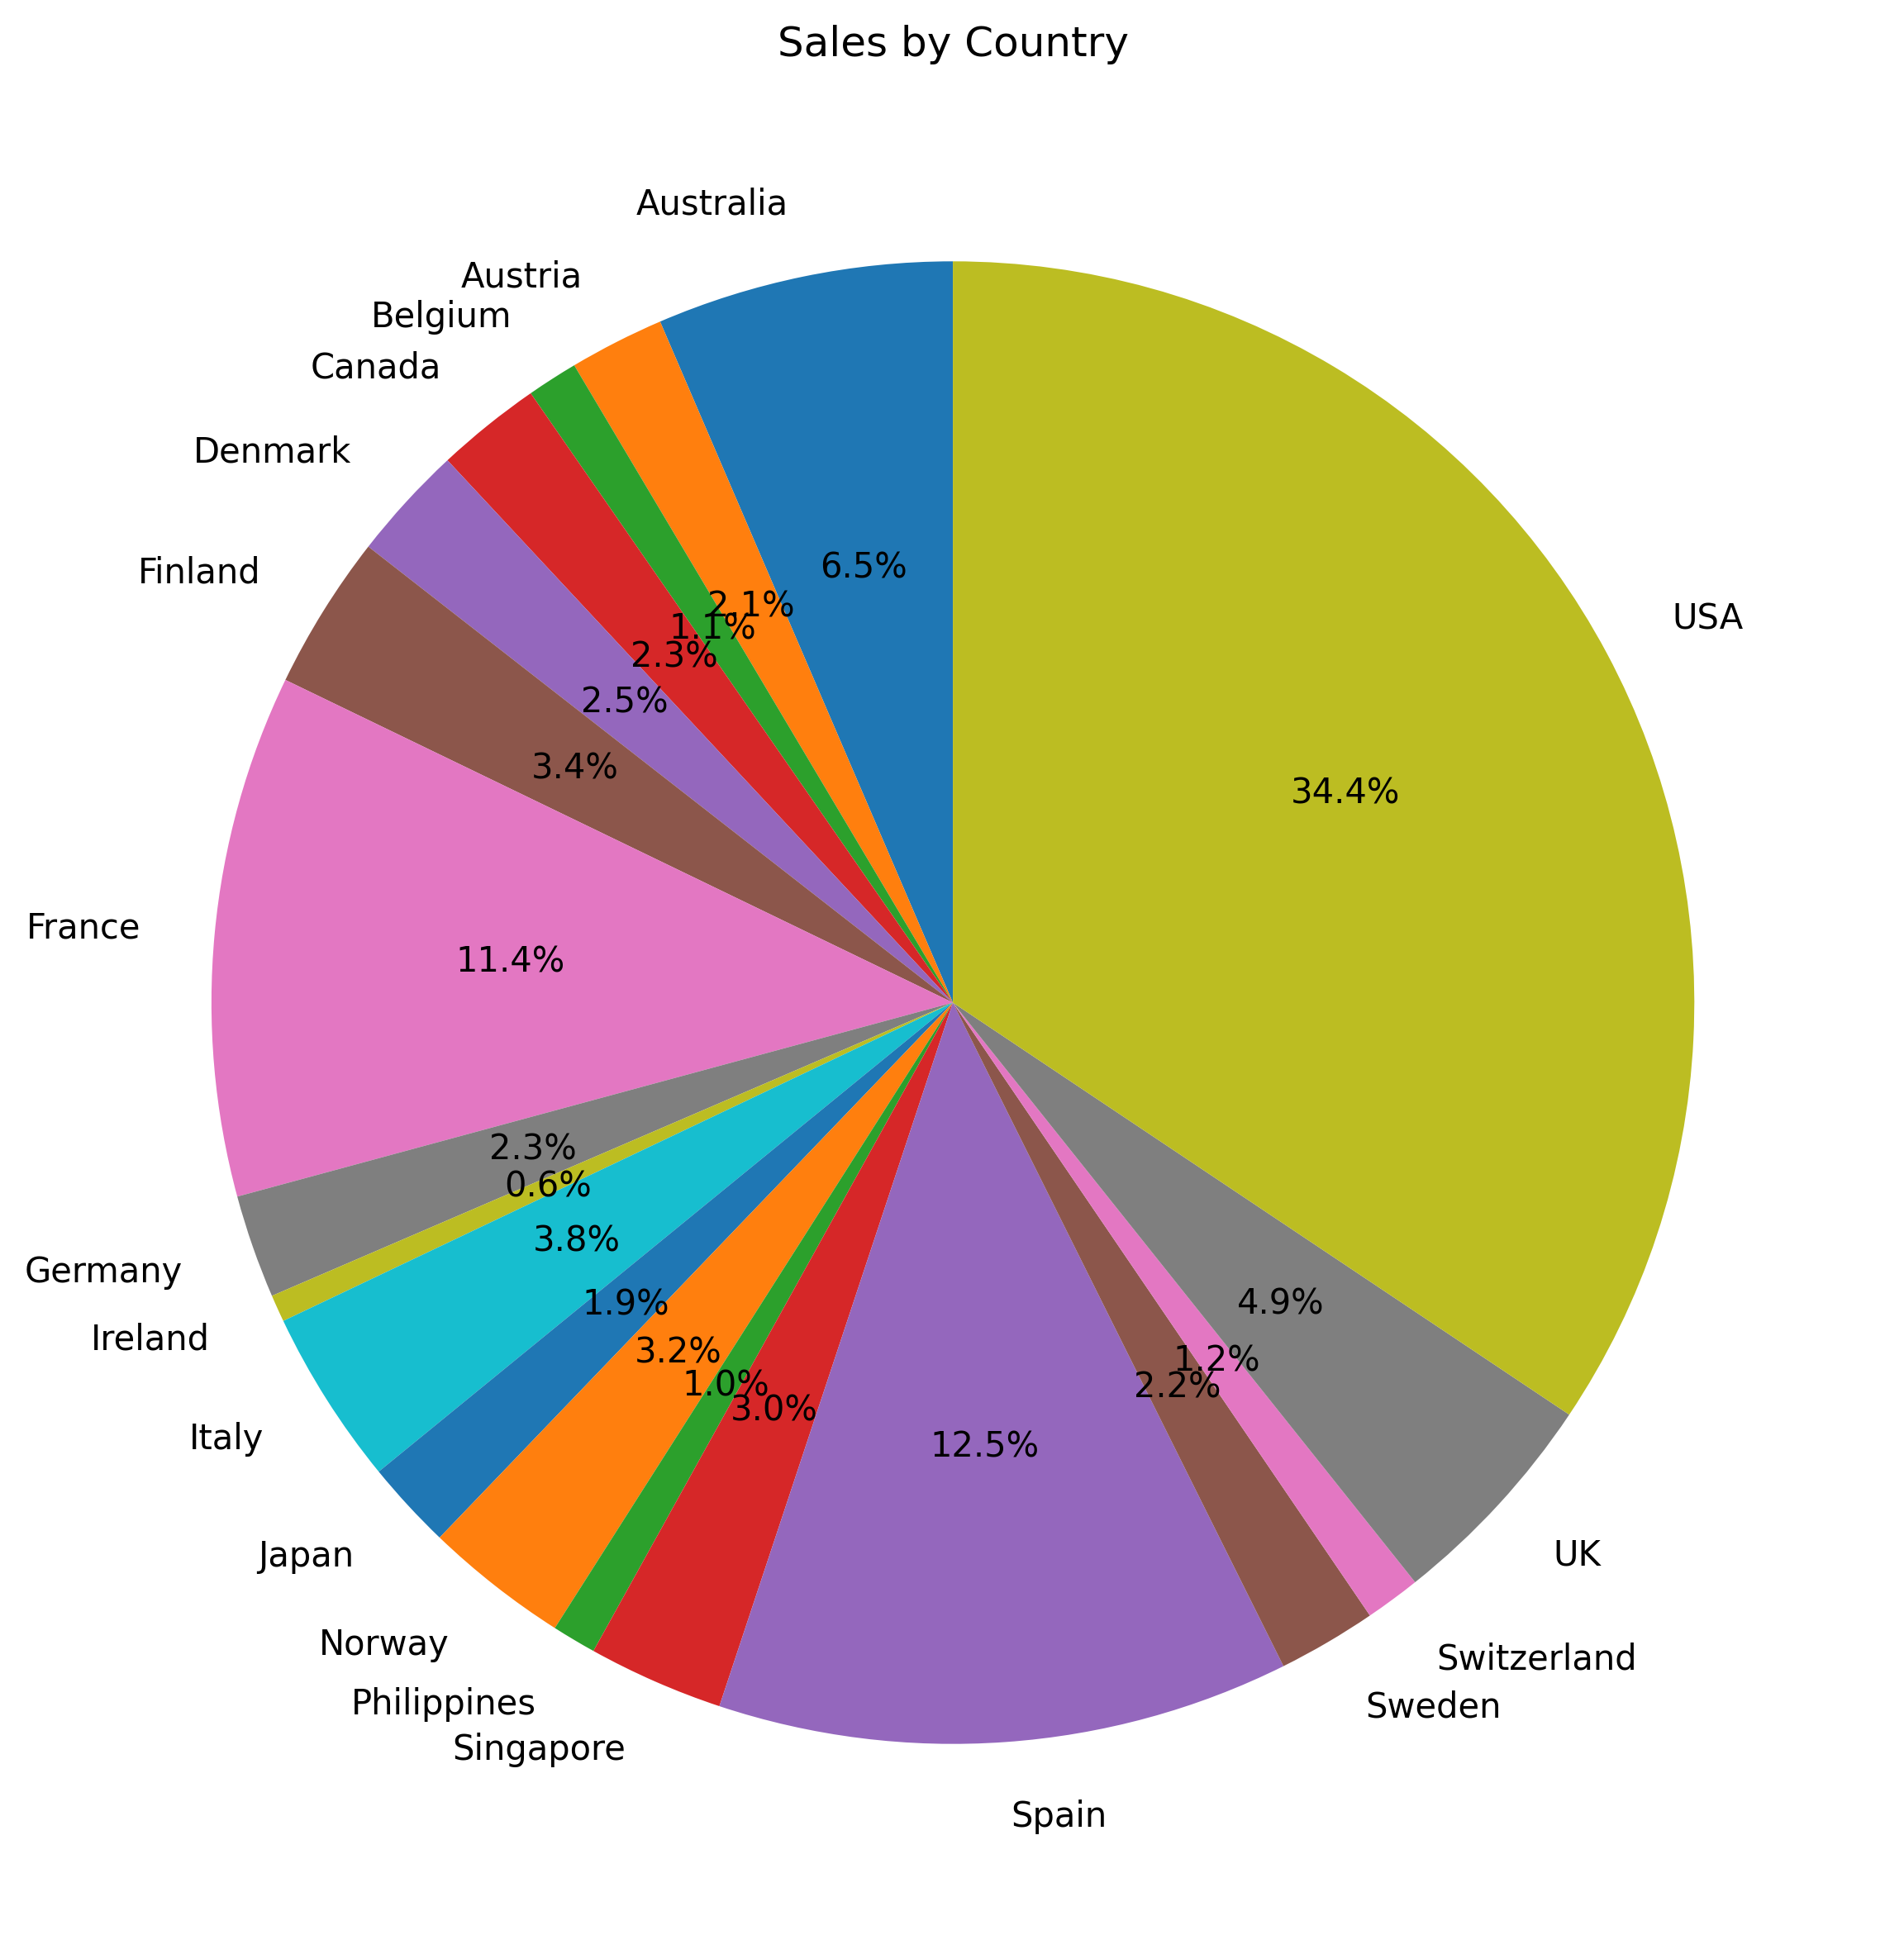 Sales by Country
Australia
Austria
Belgium
Canada
Denmark
Finland
France
Germany
Ireland
Italy
Japan
Norway
Philippines
Singapore
Spain
Sweden
Switzerland
UK
USA
6.5%
2.1%
1.1%
2.3%
2.5%
3.4%
11.4%
2.3%
0.6%
3.8%
1.9%
3.2%
1.0%
3.0%
12.5%
2.2%
1.2%
4.9%
34.4%